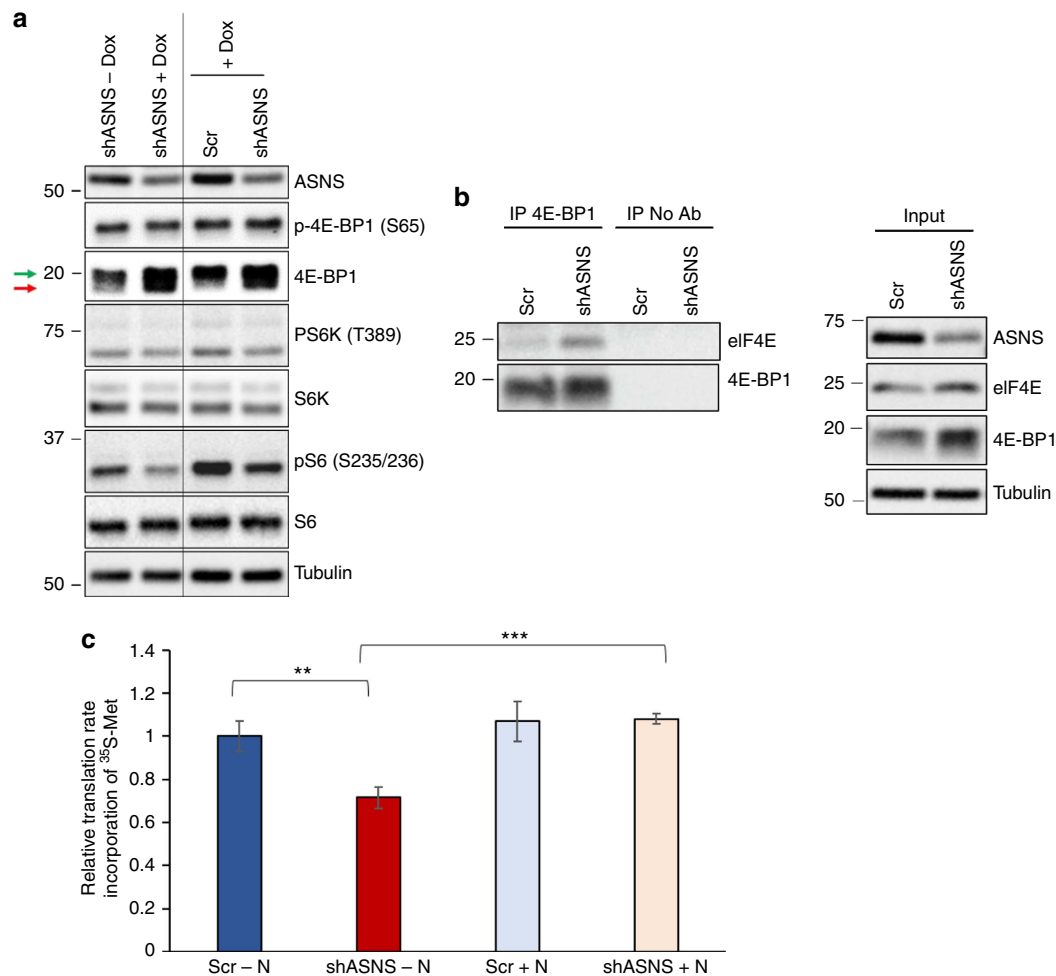 a
shASNS – Dox
shASNS + Dox
+ Dox
Scr
shASNS
50
ASNS
p-4E-BP1 (S65)
20
4E-BP1
75
PS6K (T389)
S6K
37
pS6 (S235/236)
S6
50
Tubulin
b
IP 4E-BP1
IP No Ab
Scr
shASNS
Scr
shASNS
25
eIF4E
20
4E-BP1
Input
Scr
shASNS
75
ASNS
25
eIF4E
20
4E-BP1
50
Tubulin
c
Relative translation rate
incorporation of ³⁵S-Met
1.4
1.2
1
0.8
0.6
0.4
0.2
0
**
***
Scr – N
shASNS – N
Scr + N
shASNS + N